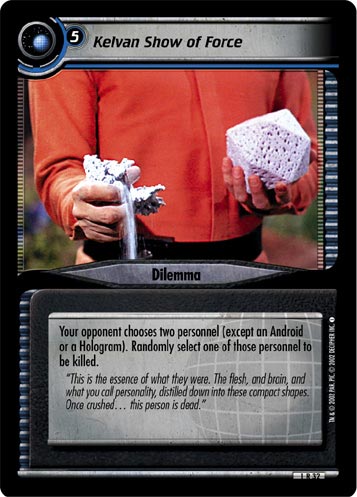 5
Kelvan Show of Force
Dilemma
Your opponent chooses two personnel (except an Android
or a Hologram). Randomly select one of those personnel to
be killed.
"This is the essence of what they were. The flesh, and brain, and
what you call personality, distilled down into these compact shapes.
Once crushed... this person is dead."
TM & © 2002 PAR. PIC. © 2002 DECIPHER INC.
1 R 32